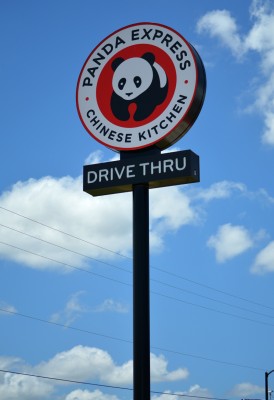 PANDA EXPRESS
CHINESE KITCHEN
DRIVE THRU